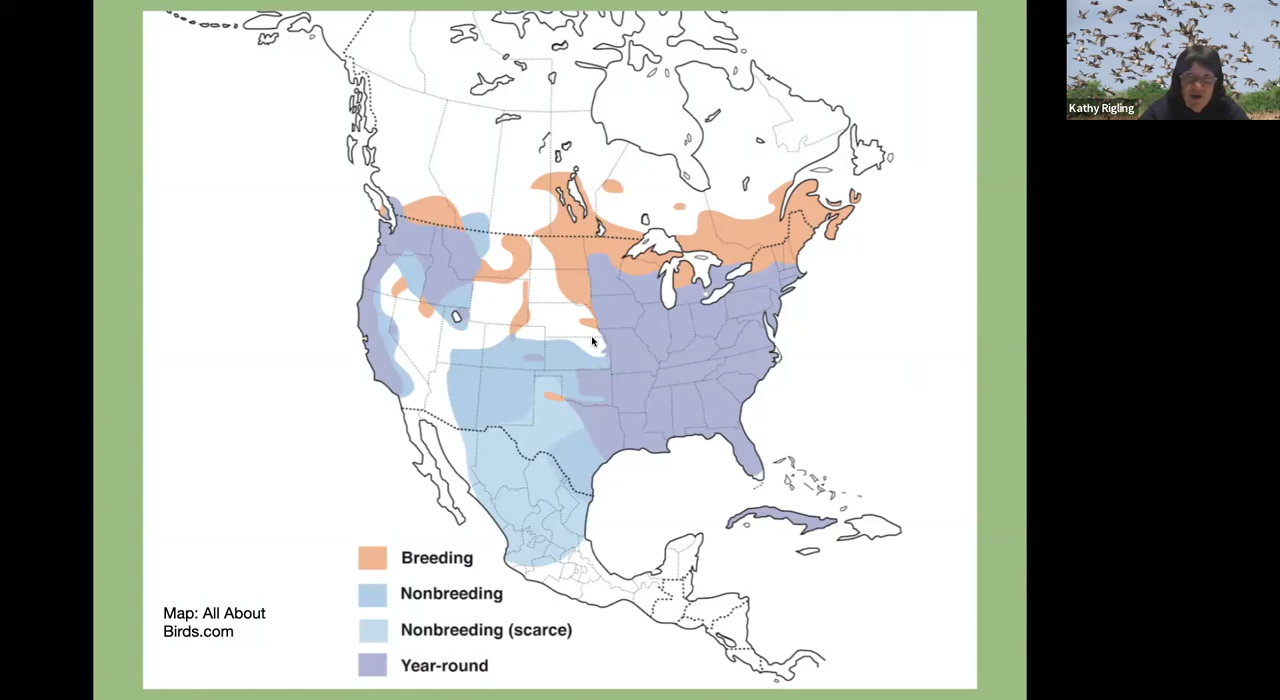 Kathy Rigling
Breeding
Nonbreeding
Nonbreeding (scarce)
Year-round
Map: All About
Birds.com